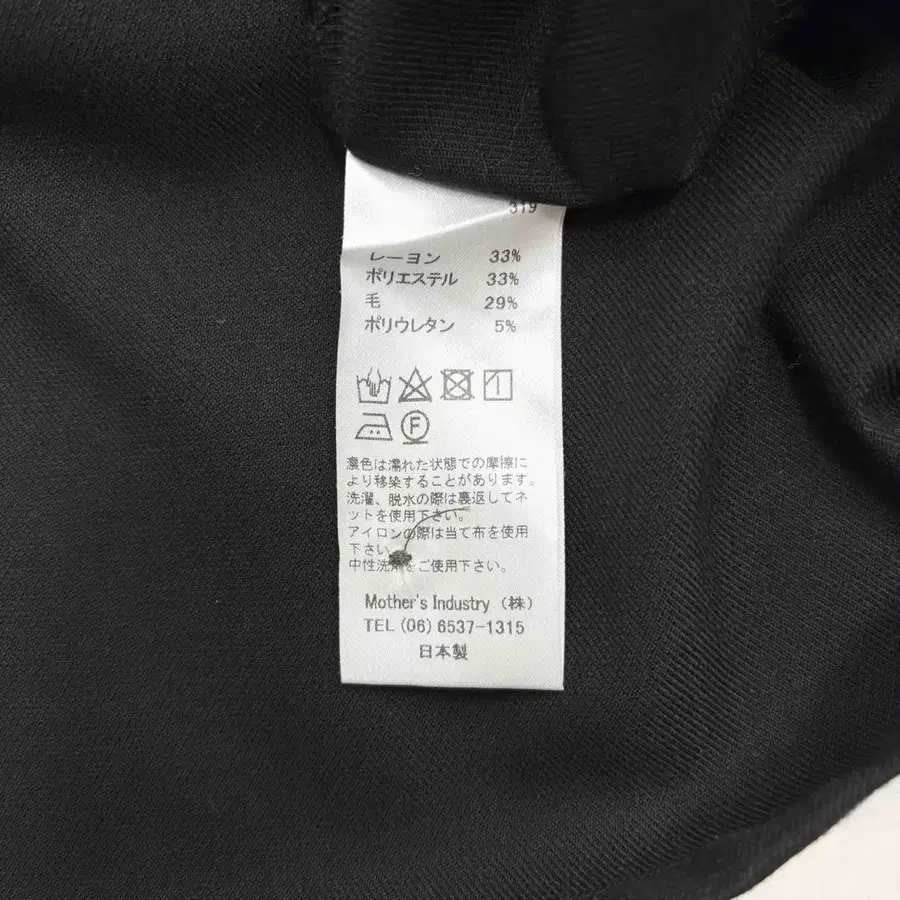 319
レーヨン 33%
ポリエステル 33%
毛 29%
ポリウレタン 5%
F
濃色は濡れた状態での摩擦に
より移染することがあります。
洗濯、脱水の際は裏返してネ
ットを使用下さい。
アイロンの際は当て布を使用
下さい
中性洗剤をご使用下さい。
Mother's Industry (株)
TEL (06) 6537-1315
日本製